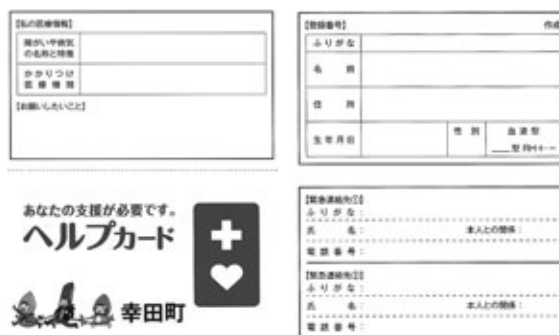 【私の医療情報】
障がいや病気
の名称と特徴
かかりつけ
医療機関
【お願いしたいこと】
あなたの支援が必要です。
ヘルプカード
幸田町
【登録番号】
作成
ふりがな
名 前
住 所
生年月日
性 別
血液型
型 RH+・-
【緊急連絡先①】
ふりがな：
氏 名：
本人との関係：
電話番号：
【緊急連絡先②】
ふりがな：
氏 名：
本人との関係：
電話番号：